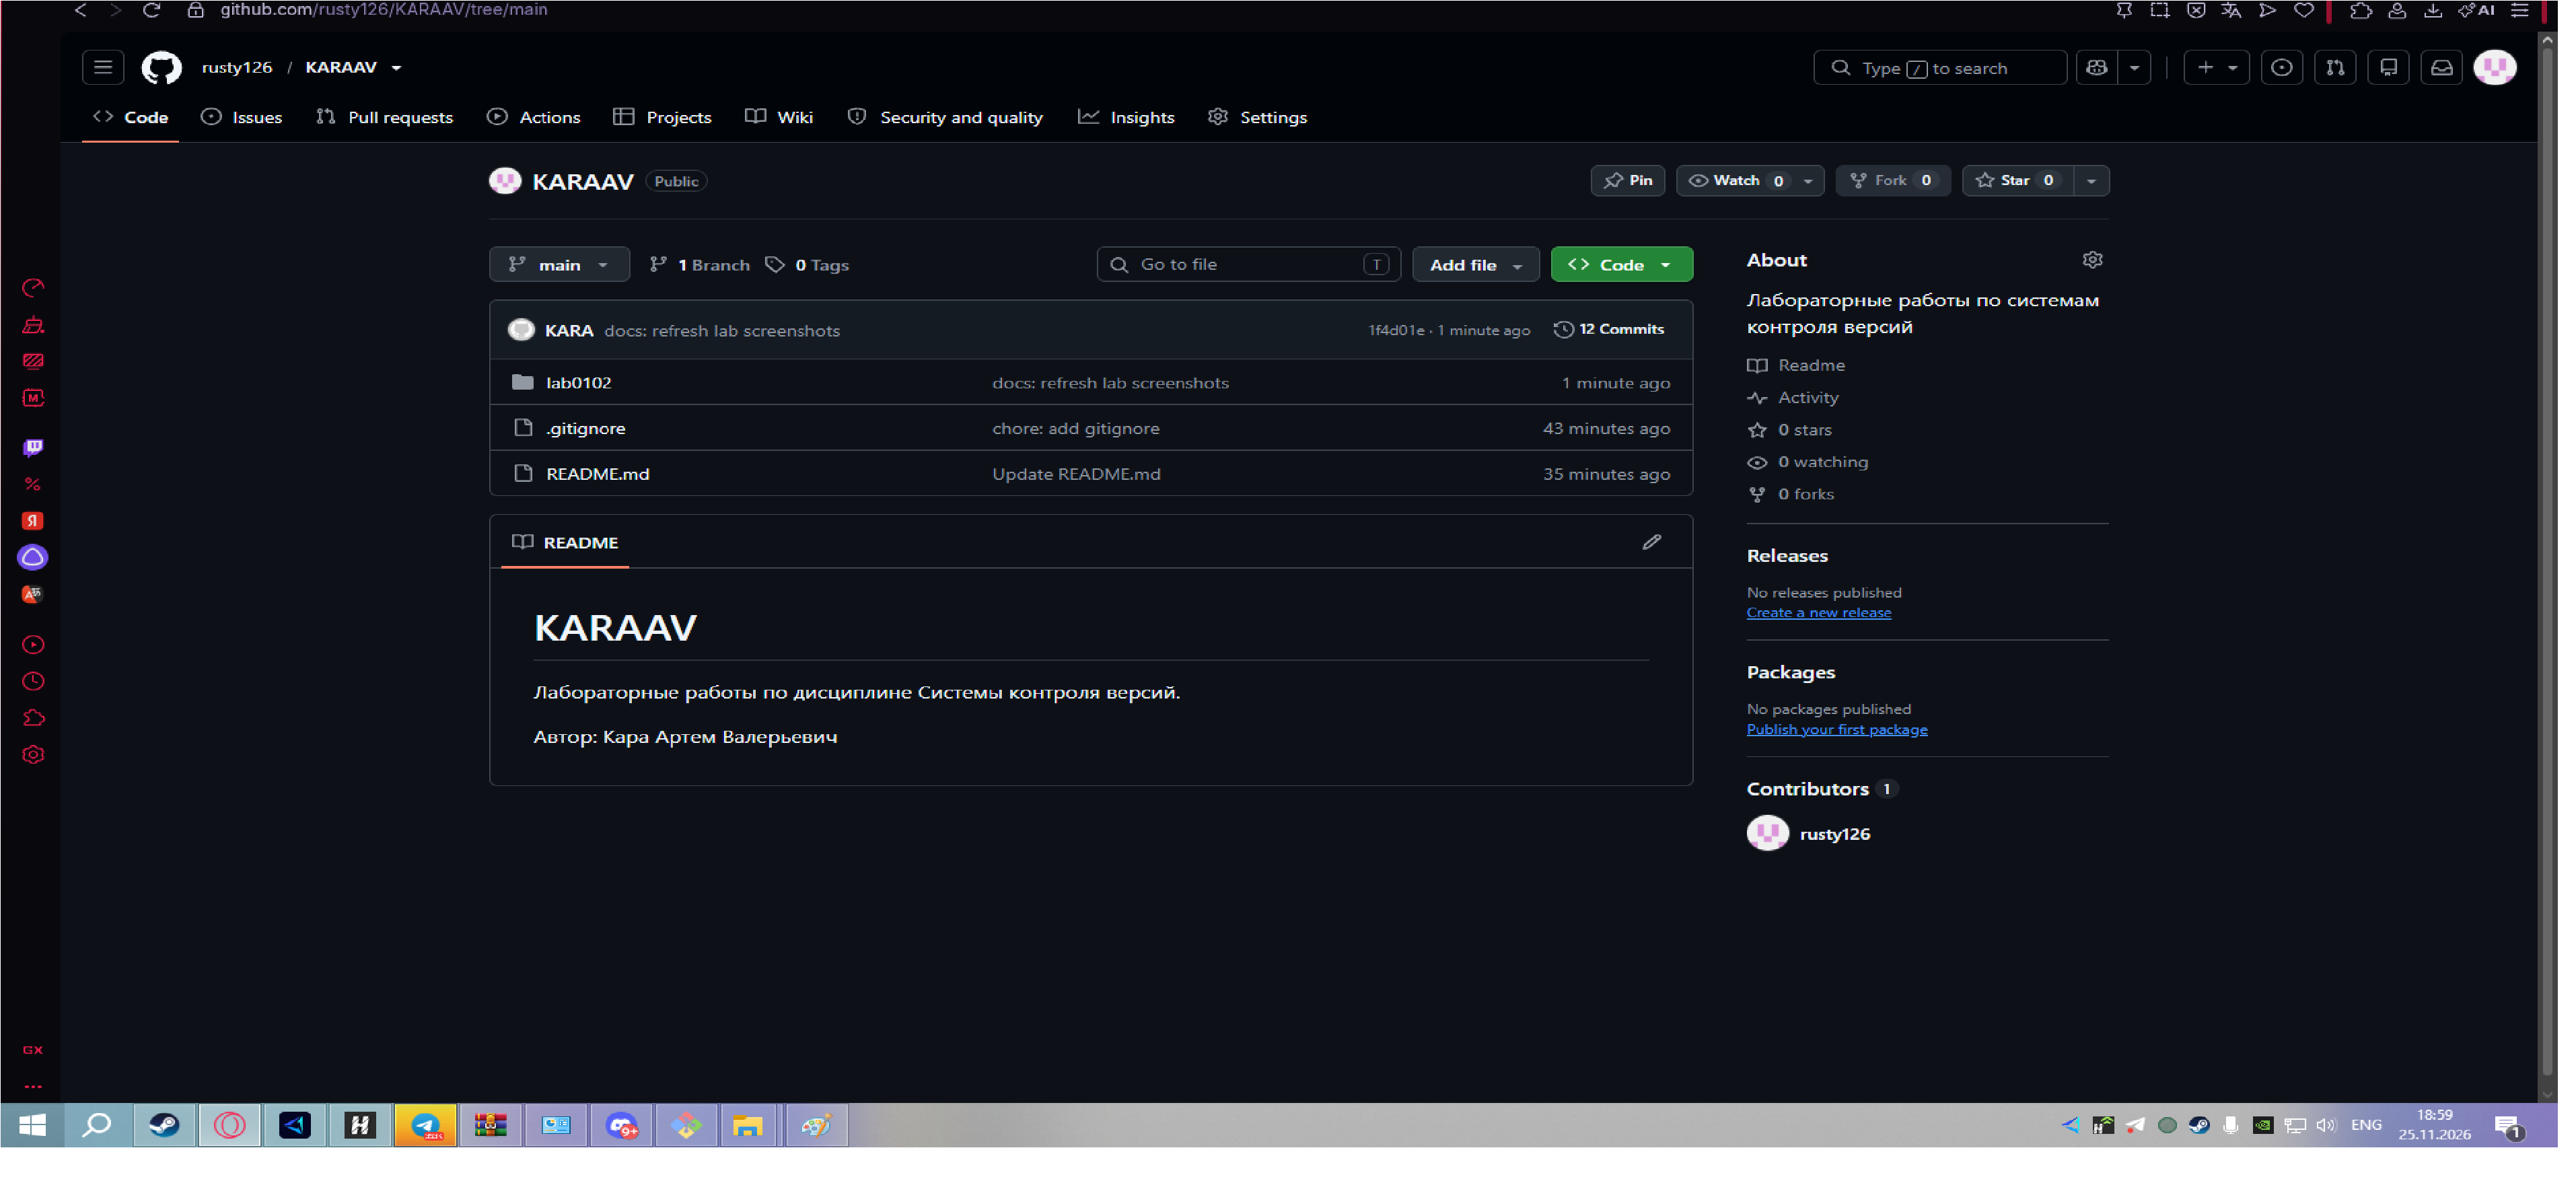 github.com/rusty126/KARAAV/tree/main
AI
rusty126 / KARAAV
Type / to search
Code Issues Pull requests Actions Projects Wiki Security and quality Insights Settings
KARAAV Public
Pin Watch 0 Fork 0 Star 0
main 1 Branch 0 Tags Go to file T Add file Code
KARA docs: refresh lab screenshots 1f4d01e · 1 minute ago 12 Commits
lab0102 docs: refresh lab screenshots 1 minute ago
.gitignore chore: add gitignore 43 minutes ago
README.md Update README.md 35 minutes ago
README
KARAAV
Лабораторные работы по дисциплине Системы контроля версий.
Автор: Кара Артем Валерьевич
About
Лабораторные работы по системам
контроля версий
Readme
Activity
0 stars
0 watching
0 forks
Releases
No releases published
Create a new release
Packages
No packages published
Publish your first package
Contributors 1
rusty126
GX
ENG
18:59
25.11.2026
1